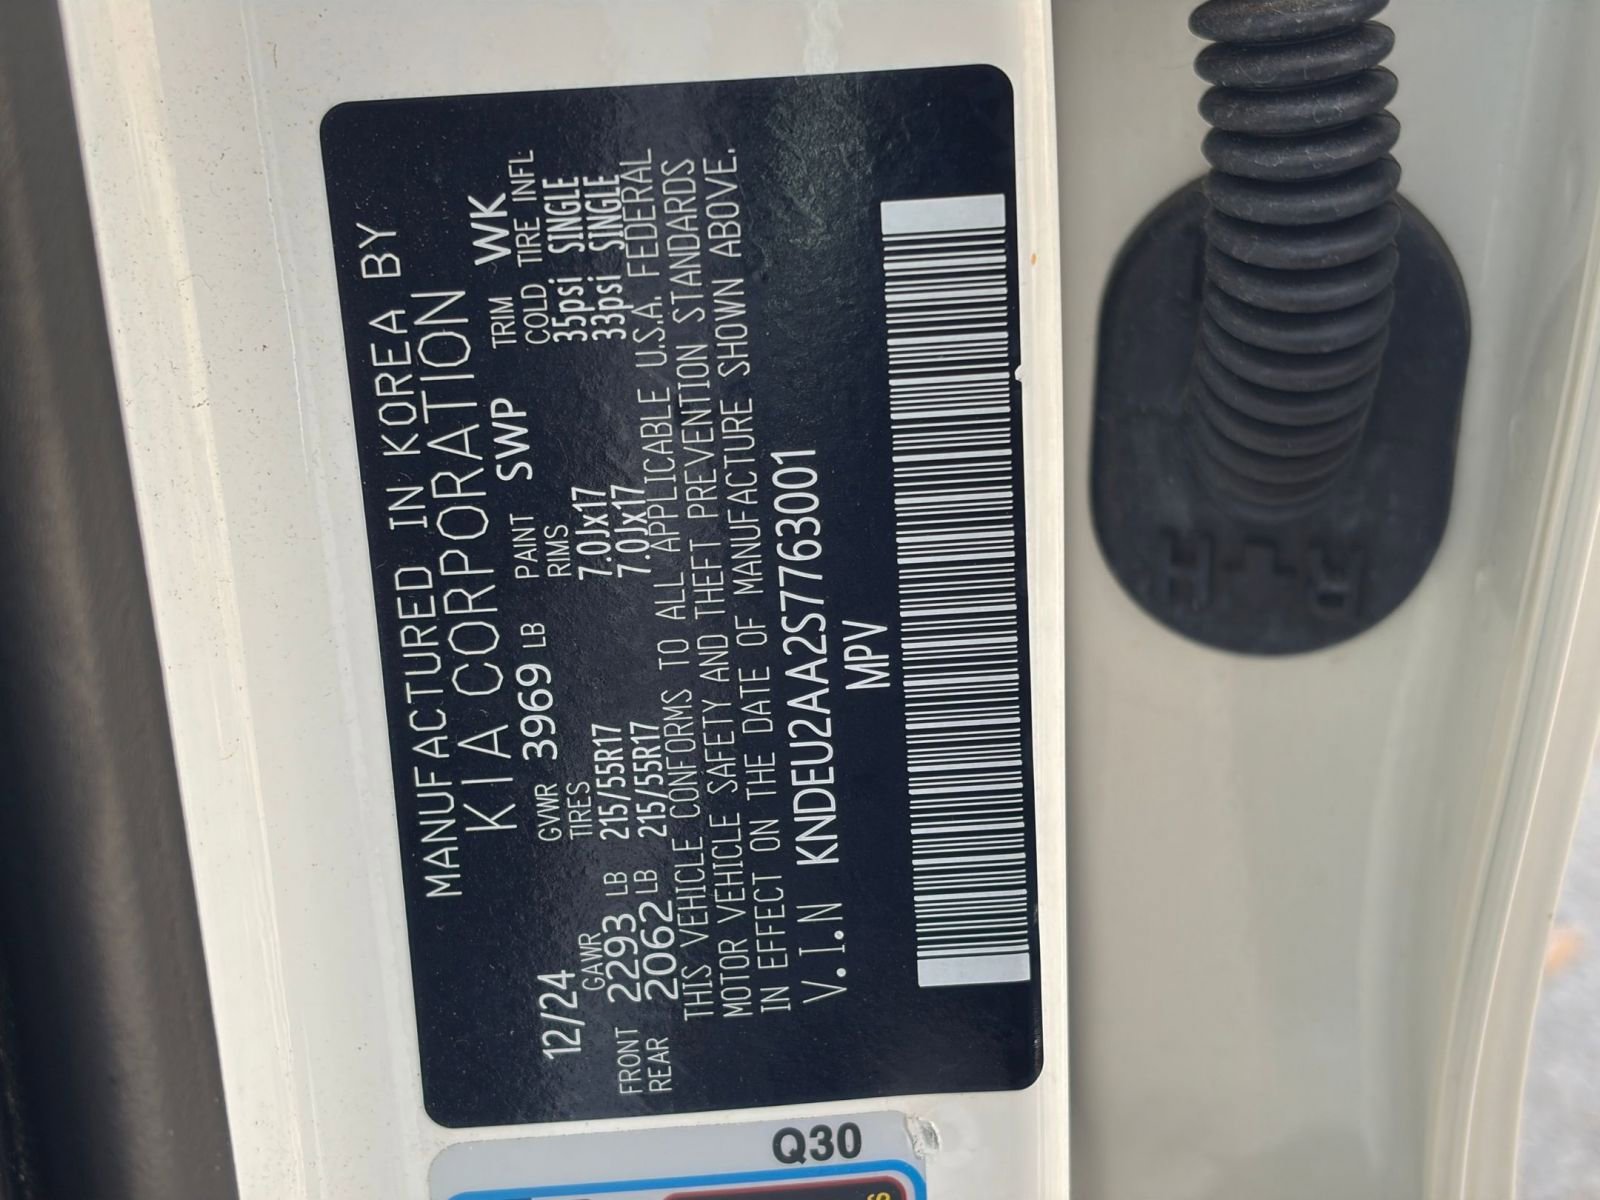 MANUFACTURED IN KOREA BY
KIA CORPORATION
12/24 GVWR 3969 LB PAINT SWP TRIM WK
GAWR TIRES RIMS COLD TIRE INFL
FRONT 2293 LB 215/55R17 7.0Jx17 35psi SINGLE
REAR 2062 LB 215/55R17 7.0Jx17 33psi SINGLE
THIS VEHICLE CONFORMS TO ALL APPLICABLE U.S.A. FEDERAL
MOTOR VEHICLE SAFETY AND THEFT PREVENTION STANDARDS
IN EFFECT ON THE DATE OF MANUFACTURE SHOWN ABOVE.
V.I.N KNDEU2AA2S7763001
MPV
Q30
R
H